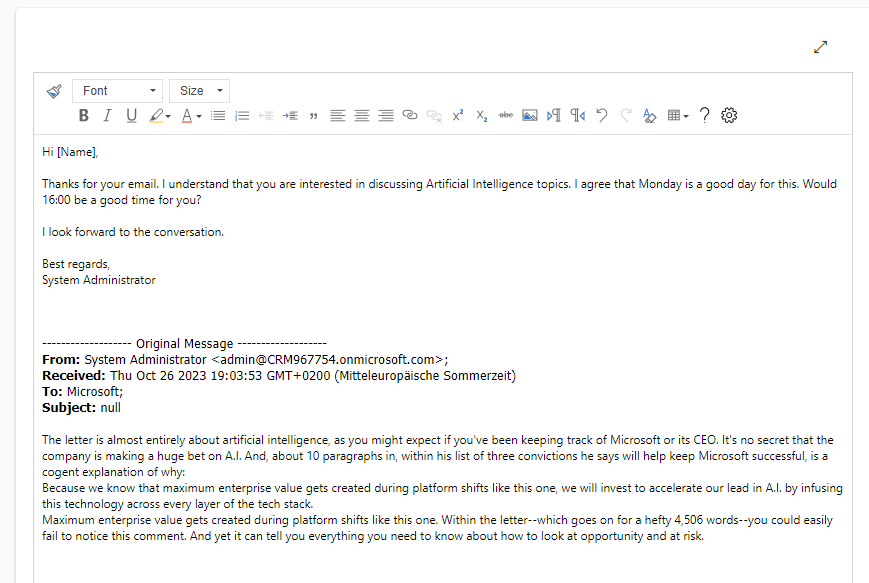 Font Size
B I U A x² X₂ abc ?
Hi [Name],
Thanks for your email. I understand that you are interested in discussing Artificial Intelligence topics. I agree that Monday is a good day for this. Would
16:00 be a good time for you?
I look forward to the conversation.
Best regards,
System Administrator
------------------- Original Message -------------------
From: System Administrator <admin@CRM967754.onmicrosoft.com>;
Received: Thu Oct 26 2023 19:03:53 GMT+0200 (Mitteleuropäische Sommerzeit)
To: Microsoft;
Subject: null
The letter is almost entirely about artificial intelligence, as you might expect if you've been keeping track of Microsoft or its CEO. It's no secret that the
company is making a huge bet on A.I. And, about 10 paragraphs in, within his list of three convictions he says will help keep Microsoft successful, is a
cogent explanation of why:
Because we know that maximum enterprise value gets created during platform shifts like this one, we will invest to accelerate our lead in A.I. by infusing
this technology across every layer of the tech stack.
Maximum enterprise value gets created during platform shifts like this one. Within the letter--which goes on for a hefty 4,506 words--you could easily
fail to notice this comment. And yet it can tell you everything you need to know about how to look at opportunity and at risk.